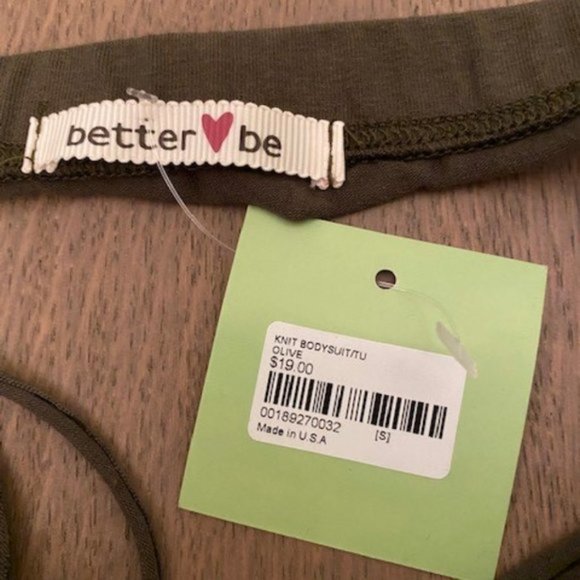 better♥be
KNIT BODYSUIT/TU
OLIVE
$19.00
00189270032 [S]
Made in U.S.A